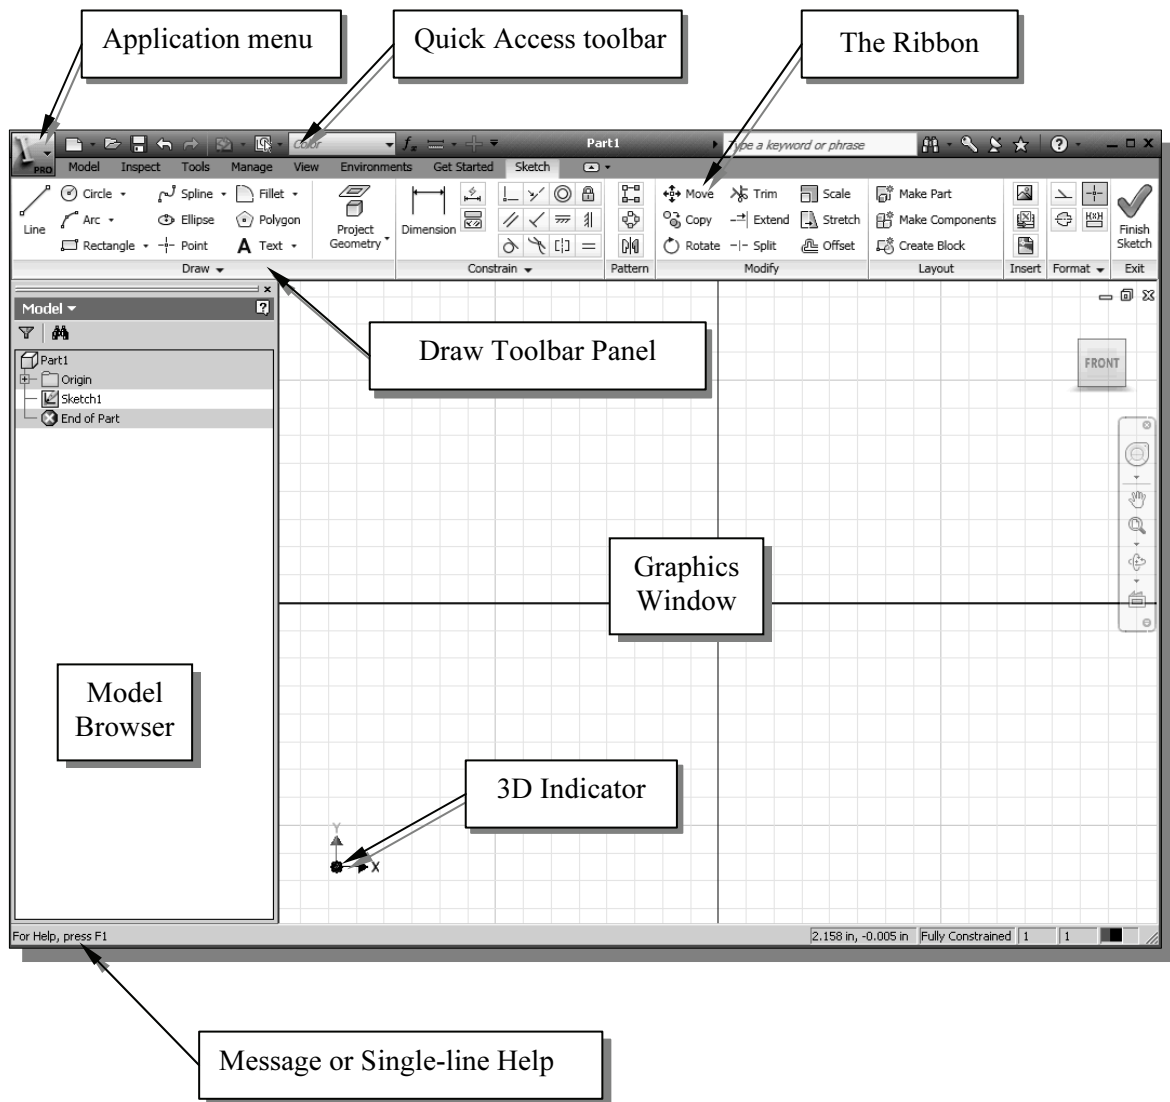 Application menu
Quick Access toolbar
The Ribbon
PRO
Color
Part1
Type a keyword or phrase
Model Inspect Tools Manage View Environments Get Started Sketch
Line
Circle
Arc
Rectangle
Spline
Ellipse
Point
Fillet
Polygon
A Text
Project
Geometry
Dimension
Move
Copy
Rotate
Trim
Extend
Split
Scale
Stretch
Offset
Make Part
Make Components
Create Block
Finish
Sketch
Draw Constrain Pattern Modify Layout Insert Format Exit
Model
Part1
Origin
Sketch1
End of Part
Draw Toolbar Panel
FRONT
Graphics
Window
Model
Browser
3D Indicator
Y
X
For Help, press F1
2.158 in, -0.005 in Fully Constrained 1 1
Message or Single-line Help